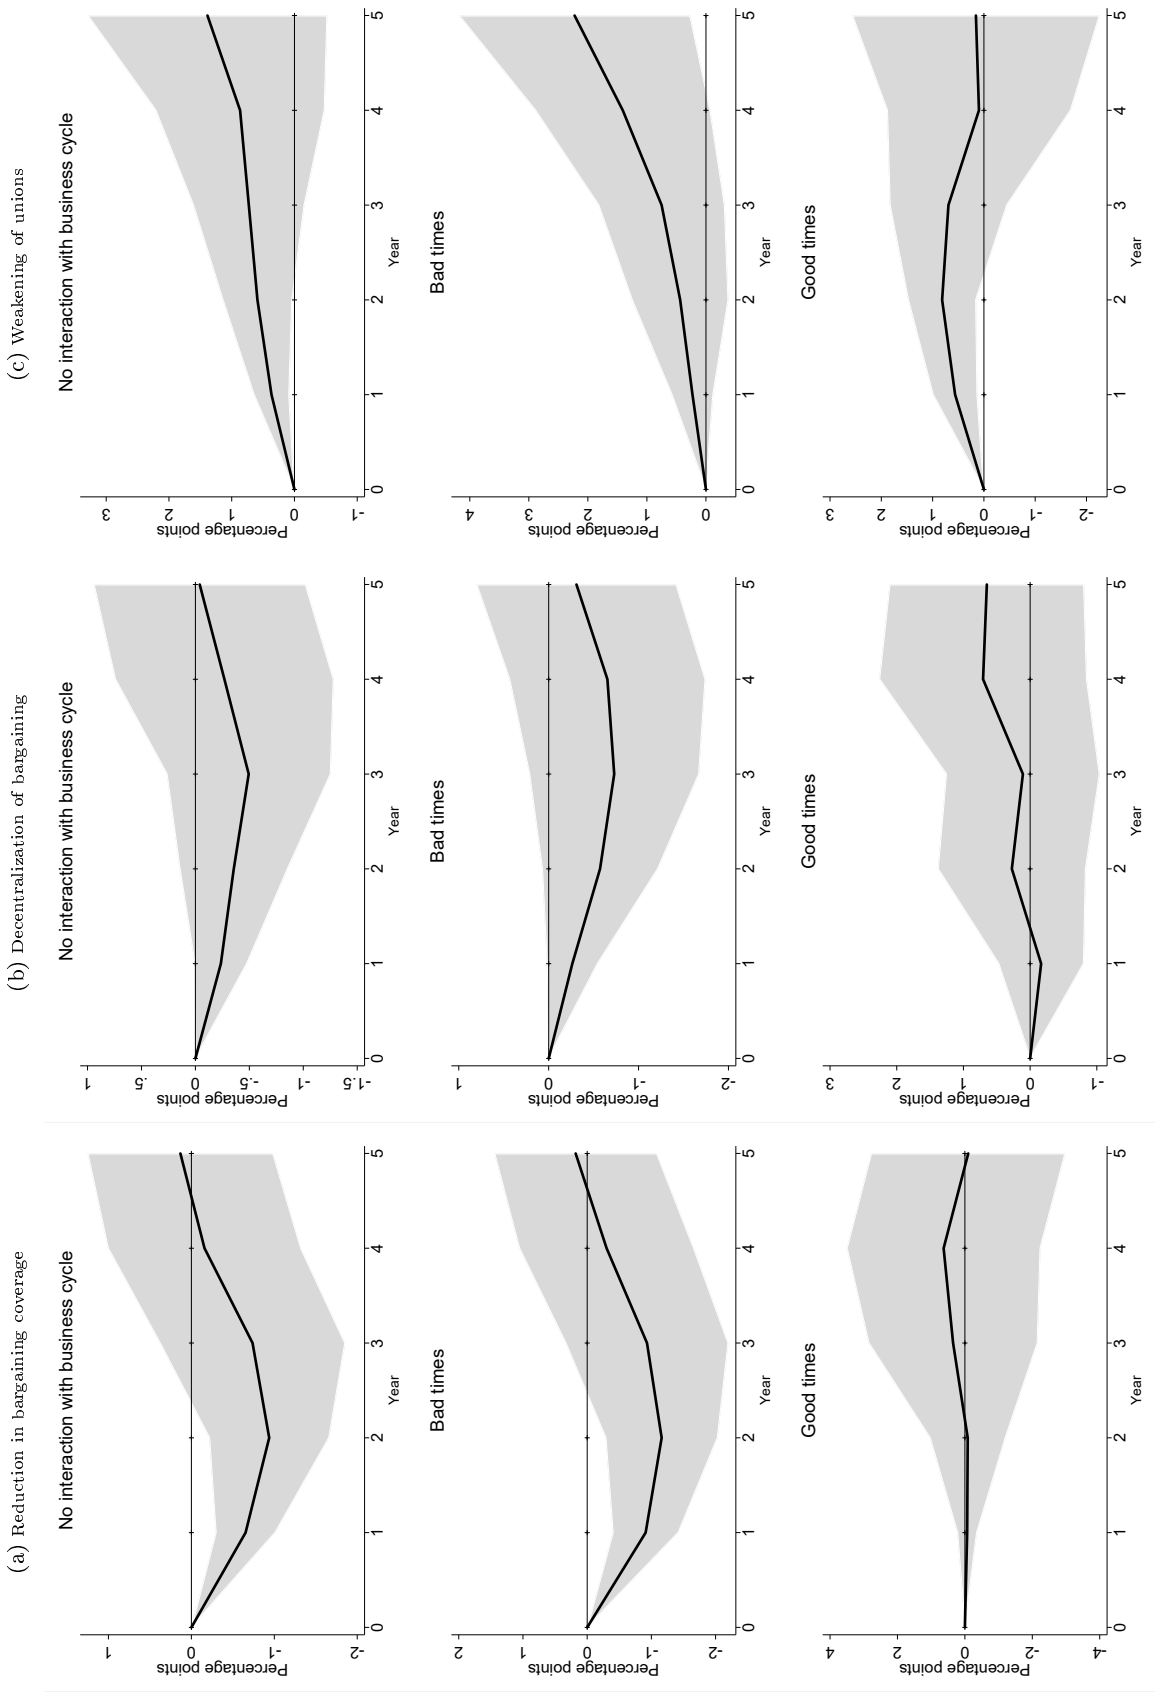 (a) Reduction in bargaining coverage
No interaction with business cycle
Percentage points
1
0
-1
-2
0 1 2 3 4 5
Year
Bad times
Percentage points
2
1
0
-1
-2
0 1 2 3 4 5
Year
Good times
Percentage points
4
2
0
-2
-4
0 1 2 3 4 5
Year
(b) Decentralization of bargaining
No interaction with business cycle
Percentage points
1
.5
0
-.5
-1
-1.5
0 1 2 3 4 5
Year
Bad times
Percentage points
1
0
-1
-2
0 1 2 3 4 5
Year
Good times
Percentage points
3
2
1
0
-1
0 1 2 3 4 5
Year
(c) Weakening of unions
No interaction with business cycle
Percentage points
3
2
1
0
-1
0 1 2 3 4 5
Year
Bad times
Percentage points
4
3
2
1
0
0 1 2 3 4 5
Year
Good times
Percentage points
3
2
1
0
-1
-2
0 1 2 3 4 5
Year